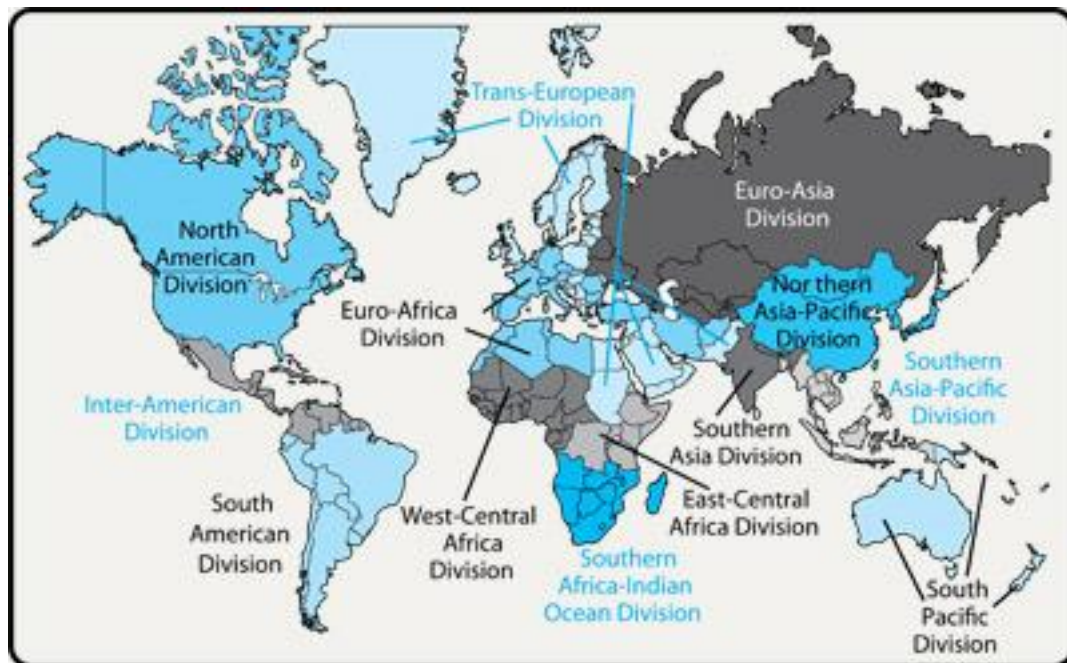 Trans-European
Division
Euro-Asia
Division
North
American
Division
Northern
Asia-Pacific
Division
Euro-Africa
Division
Southern
Asia-Pacific
Division
Inter-American
Division
Southern
Asia Division
South
American
Division
West-Central
Africa
Division
East-Central
Africa Division
Southern
Africa-Indian
Ocean Division
South
Pacific
Division